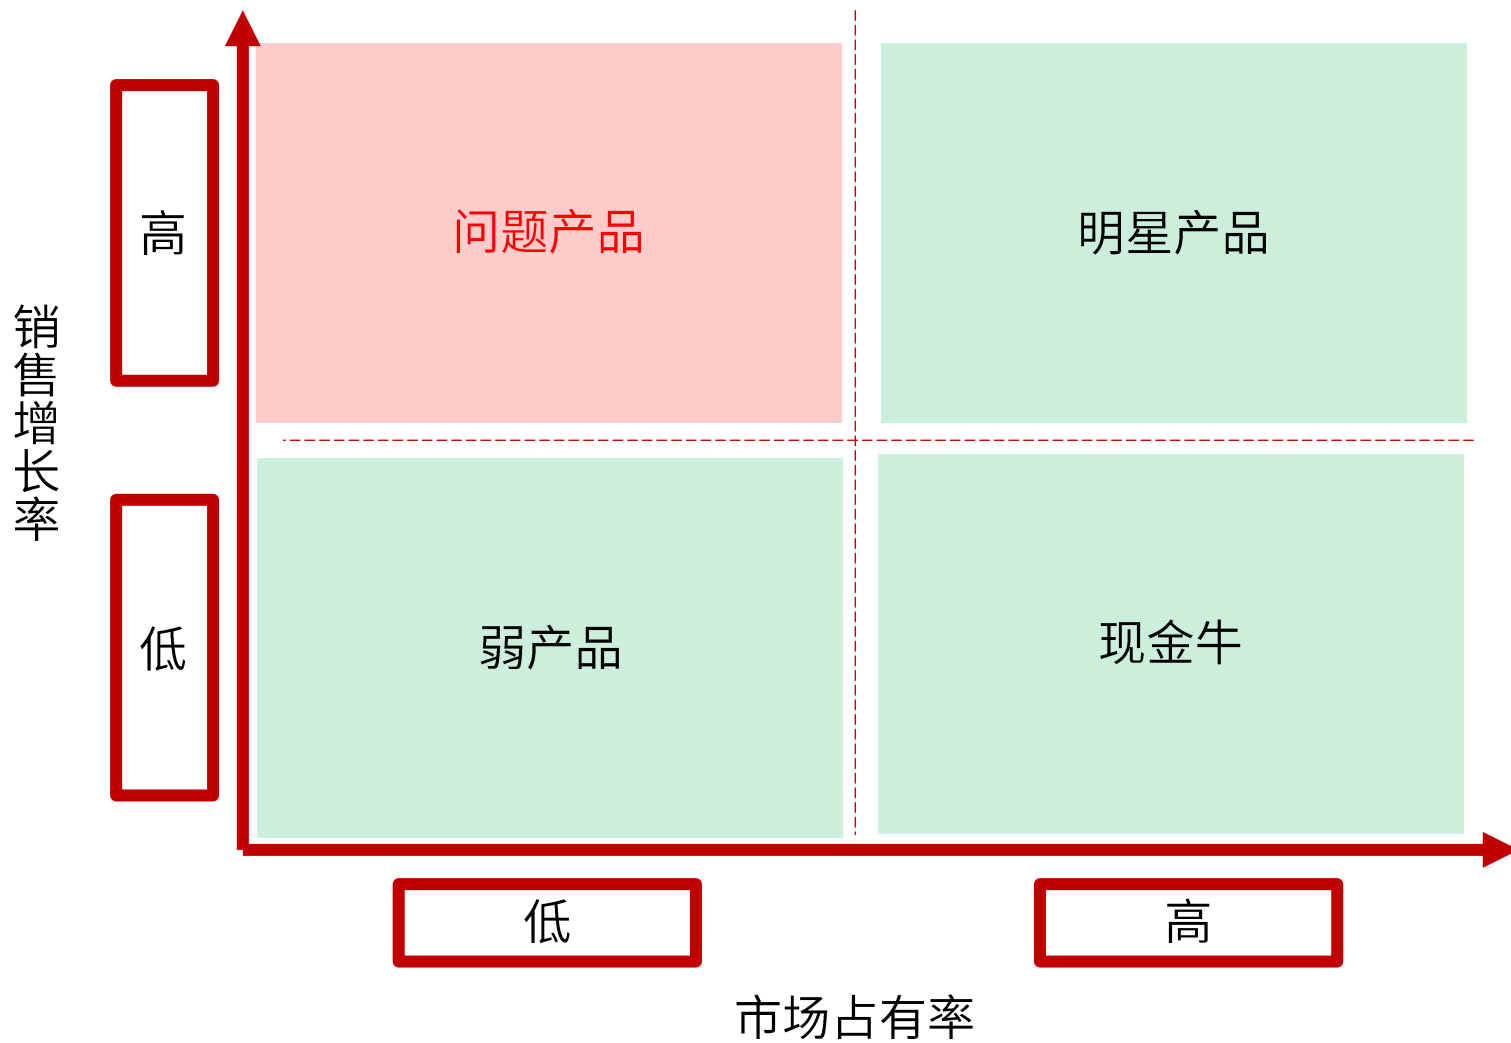 高
问题产品
明星产品
销售增长率
低
弱产品
现金牛
低
高
市场占有率